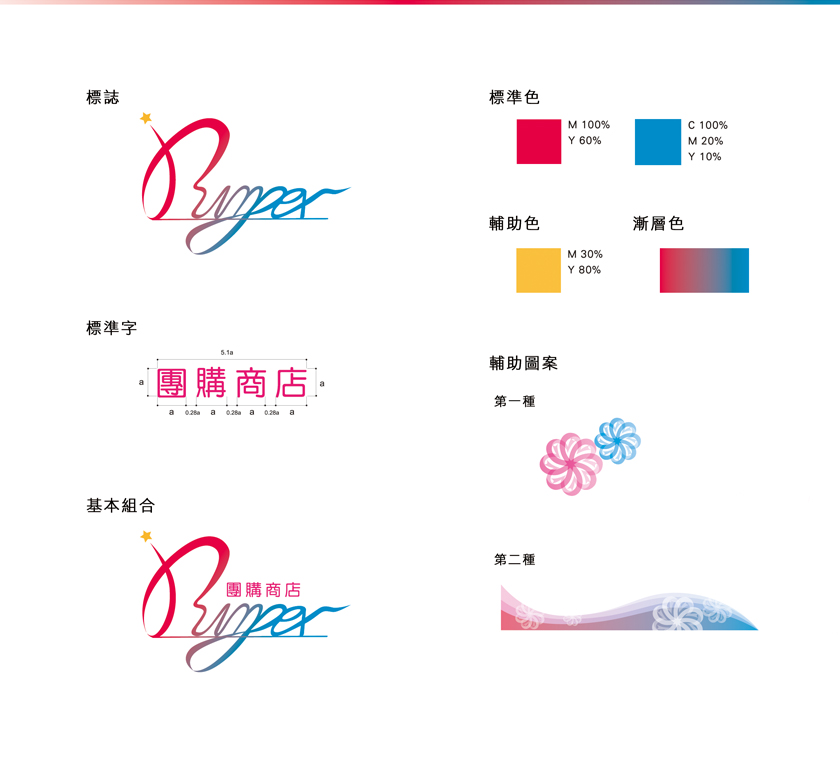 標誌
Rumper
標準字
5.1a
a
團購商店
a
a 0.28a a 0.28a a 0.28a a
基本組合
團購商店
Rumper
標準色
M 100%
Y 60%
C 100%
M 20%
Y 10%
輔助色
M 30%
Y 80%
漸層色
輔助圖案
第一種
第二種